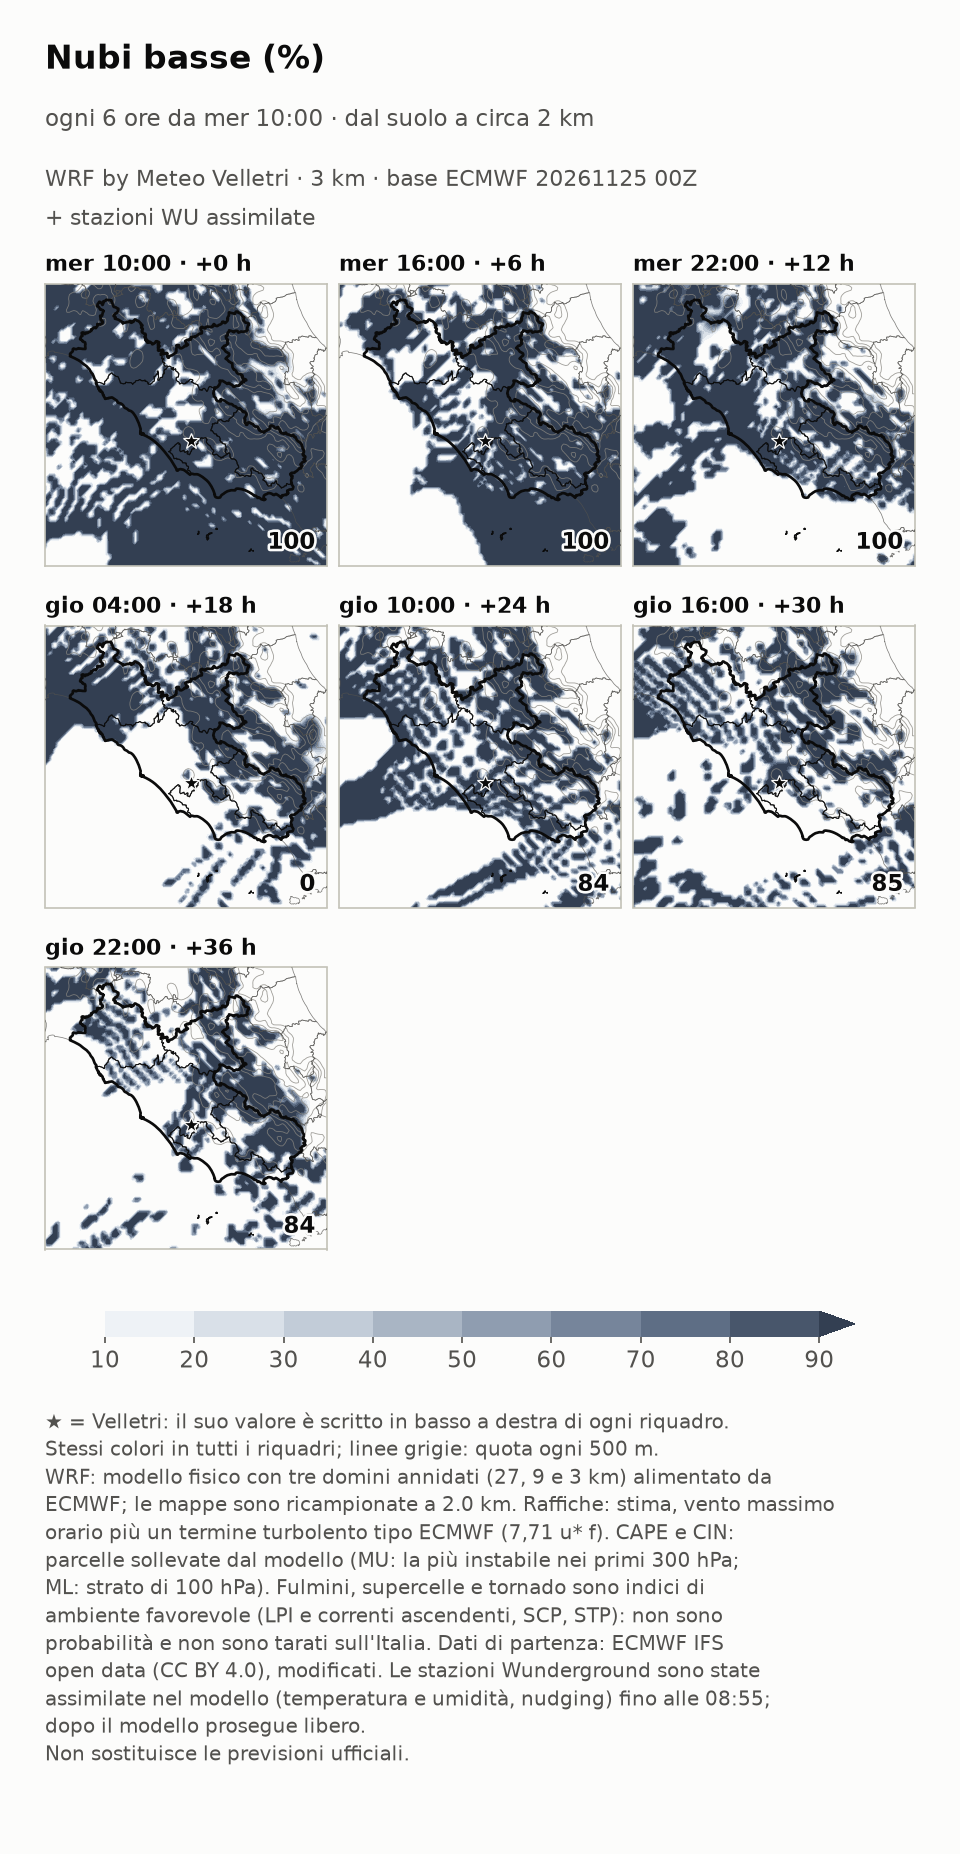 Nubi basse (%)
ogni 6 ore da mer 10:00 · dal suolo a circa 2 km
WRF by Meteo Velletri · 3 km · base ECMWF 20261125 00Z
+ stazioni WU assimilate
mer 10:00 · +0 h
mer 16:00 · +6 h
mer 22:00 · +12 h
100
100
100
gio 04:00 · +18 h
gio 10:00 · +24 h
gio 16:00 · +30 h
0
84
85
gio 22:00 · +36 h
84
10 20 30 40 50 60 70 80 90
★ = Velletri: il suo valore è scritto in basso a destra di ogni riquadro.
Stessi colori in tutti i riquadri; linee grigie: quota ogni 500 m.
WRF: modello fisico con tre domini annidati (27, 9 e 3 km) alimentato da
ECMWF; le mappe sono ricampionate a 2.0 km. Raffiche: stima, vento massimo
orario più un termine turbolento tipo ECMWF (7,71 u* f). CAPE e CIN:
parcelle sollevate dal modello (MU: la più instabile nei primi 300 hPa;
ML: strato di 100 hPa). Fulmini, supercelle e tornado sono indici di
ambiente favorevole (LPI e correnti ascendenti, SCP, STP): non sono
probabilità e non sono tarati sull'Italia. Dati di partenza: ECMWF IFS
open data (CC BY 4.0), modificati. Le stazioni Wunderground sono state
assimilate nel modello (temperatura e umidità, nudging) fino alle 08:55;
dopo il modello prosegue libero.
Non sostituisce le previsioni ufficiali.